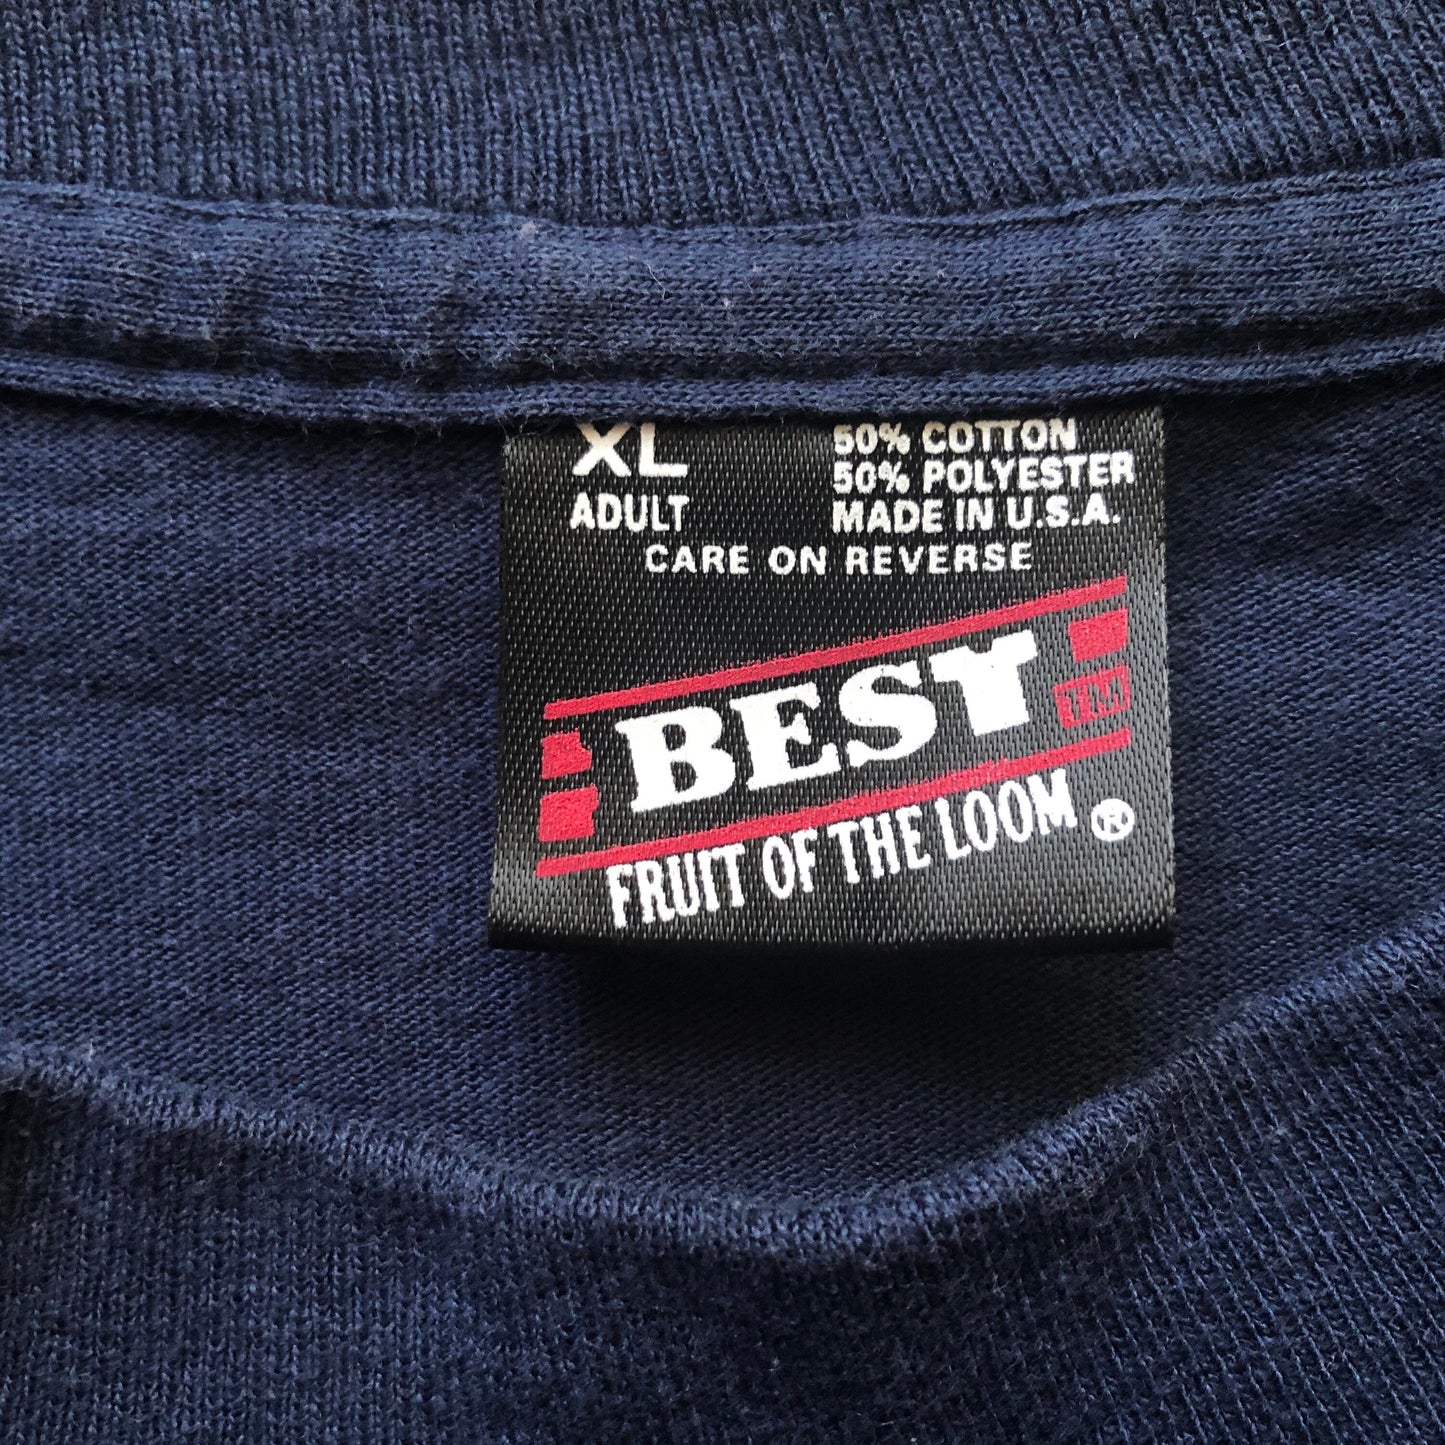 XL
ADULT
50% COTTON
50% POLYESTER
MADE IN U.S.A.
CARE ON REVERSE
BEST TM
FRUIT OF THE LOOM ®